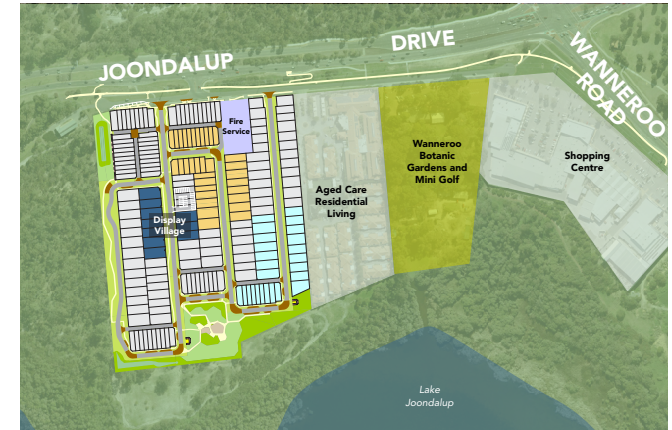 JOONDALUP
DRIVE
WANNEROO
ROAD
Fire
Service
Wanneroo
Botanic
Gardens and
Mini Golf
Shopping
Centre
Aged Care
Residential
Living
Display
Village
Lake
Joondalup